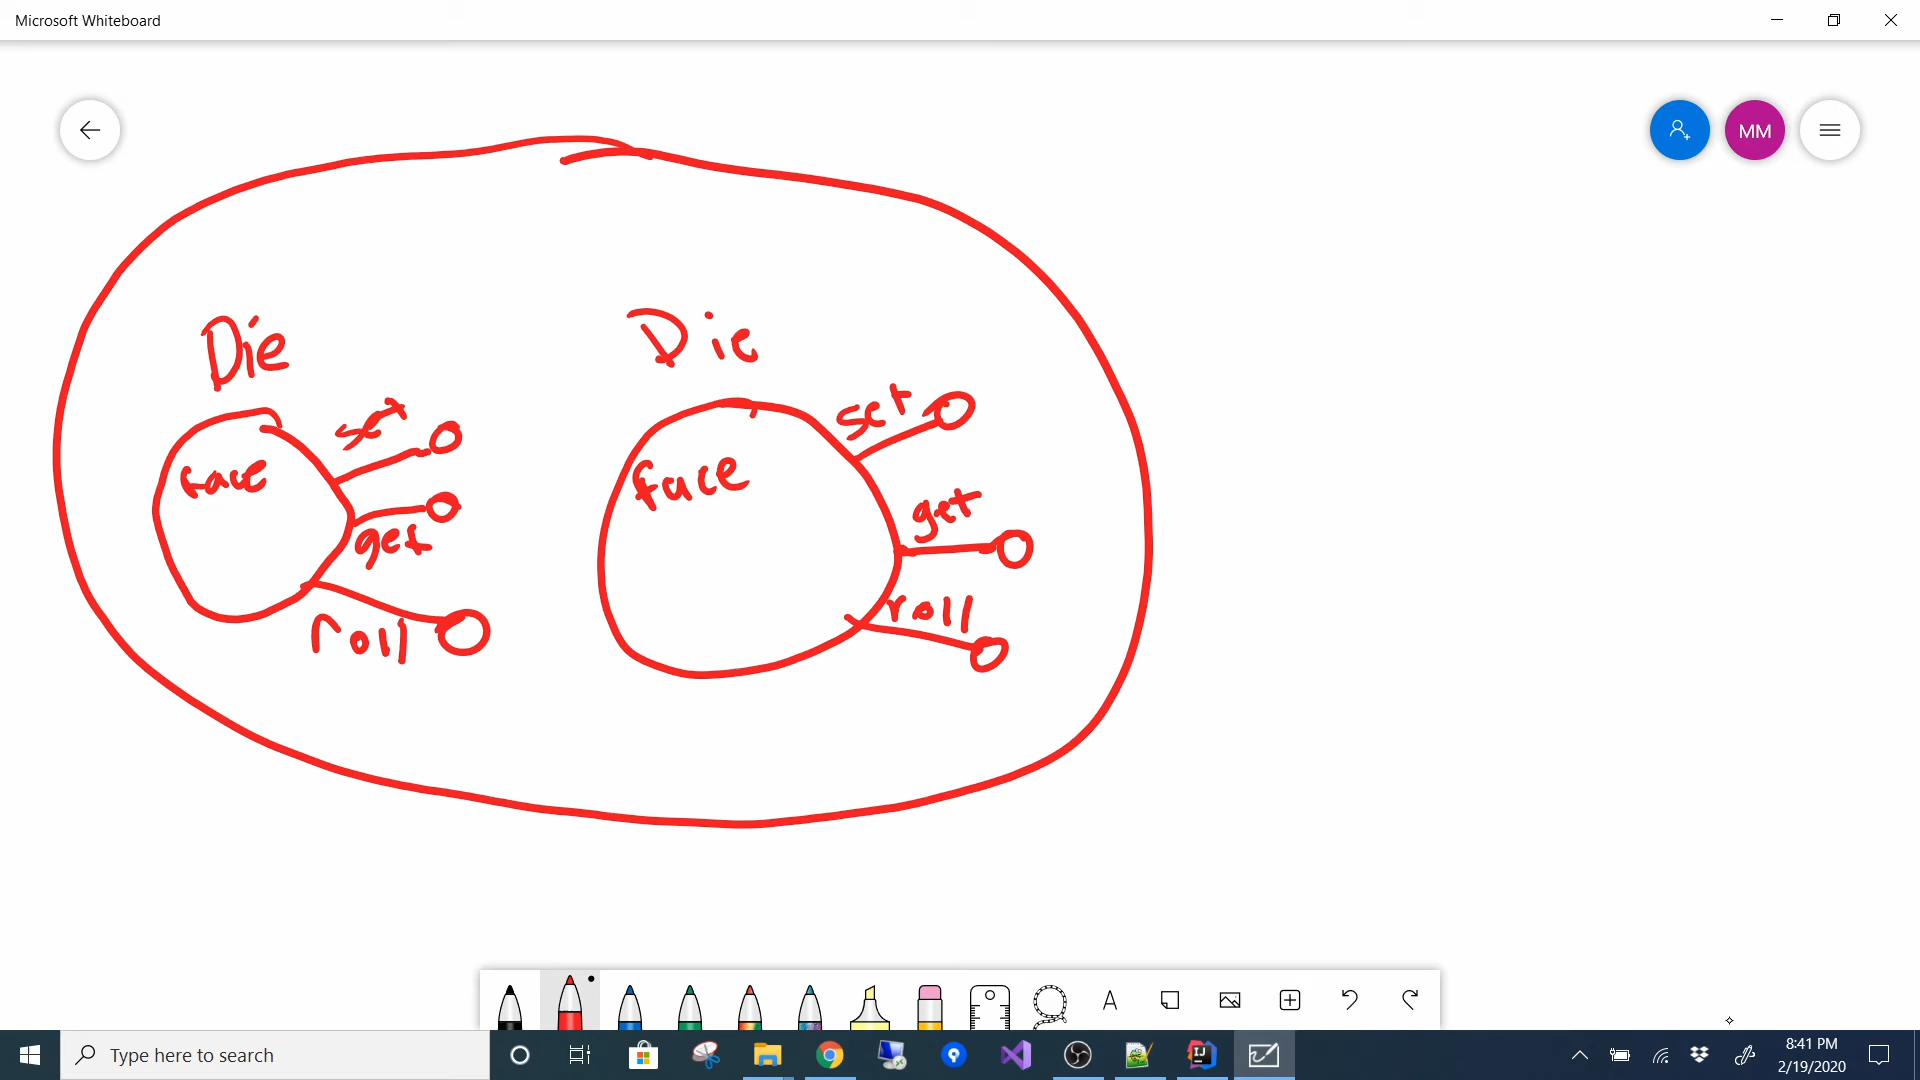 Microsoft Whiteboard
MM
Die
Die
set
set
face
face
get
get
roll
roll
A
Type here to search
8:41 PM
2/19/2020